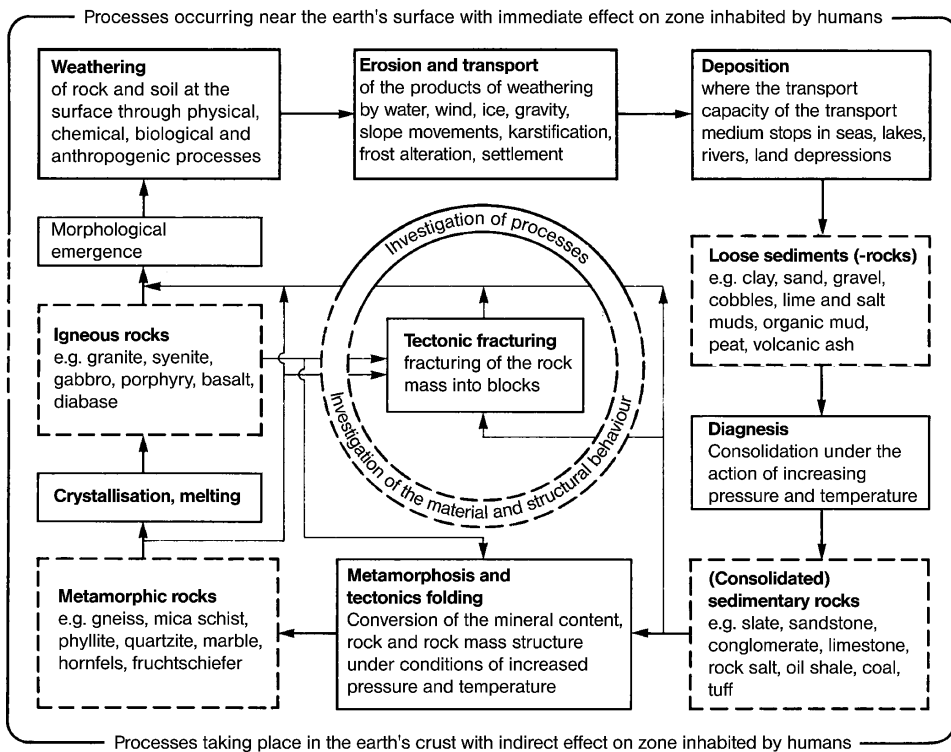 Processes occurring near the earth's surface with immediate effect on zone inhabited by humans
Weathering
of rock and soil at the
surface through physical,
chemical, biological and
anthropogenic processes
Erosion and transport
of the products of weathering
by water, wind, ice, gravity,
slope movements, karstification,
frost alteration, settlement
Deposition
where the transport
capacity of the transport
medium stops in seas, lakes,
rivers, land depressions
Morphological
emergence
Investigation of processes
Loose sediments (-rocks)
e.g. clay, sand, gravel,
cobbles, lime and salt
muds, organic mud,
peat, volcanic ash
Igneous rocks
e.g. granite, syenite,
gabbro, porphyry, basalt,
diabase
Tectonic fracturing
fracturing of the rock
mass into blocks
Investigation of the material and structural behaviour
Diagnosis
Consolidation under the
action of increasing
pressure and temperature
Crystallisation, melting
Metamorphic rocks
e.g. gneiss, mica schist,
phyllite, quartzite, marble,
hornfels, fruchtschiefer
Metamorphosis and
tectonics folding
Conversion of the mineral content,
rock and rock mass structure
under conditions of increased
pressure and temperature
(Consolidated)
sedimentary rocks
e.g. slate, sandstone,
conglomerate, limestone,
rock salt, oil shale, coal,
tuff
Processes taking place in the earth's crust with indirect effect on zone inhabited by humans